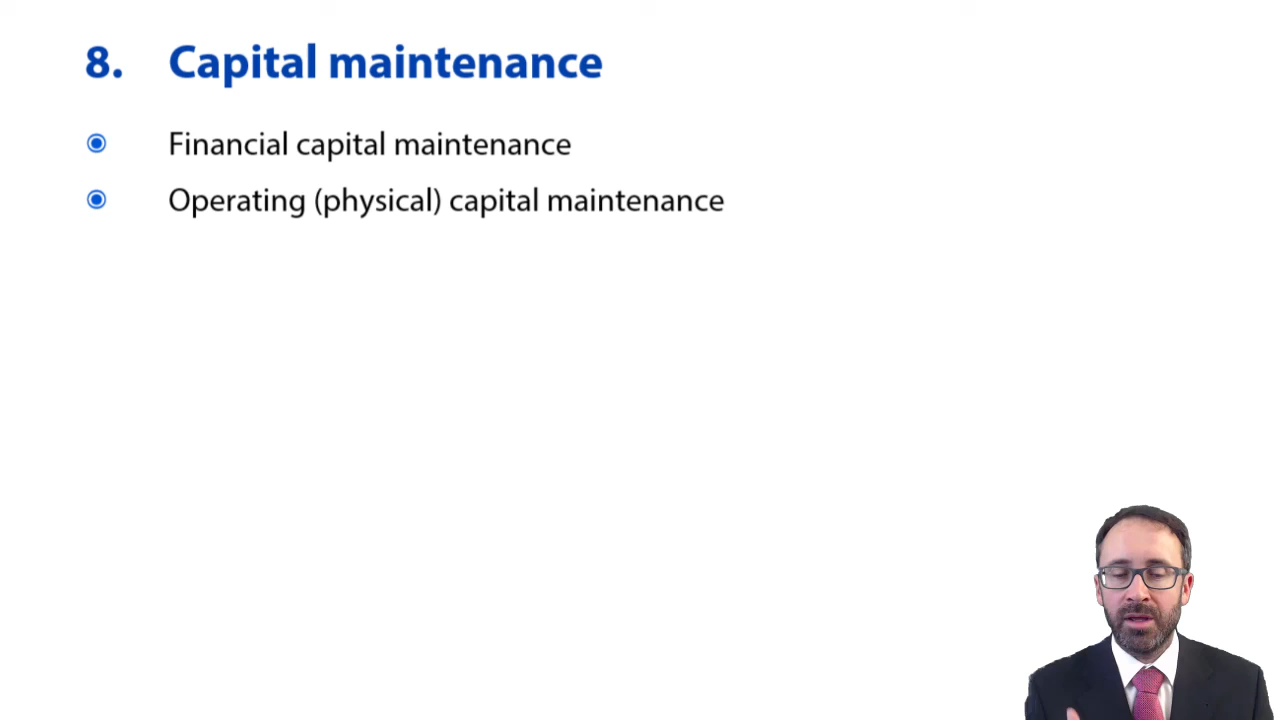 8. Capital maintenance
Financial capital maintenance
Operating (physical) capital maintenance